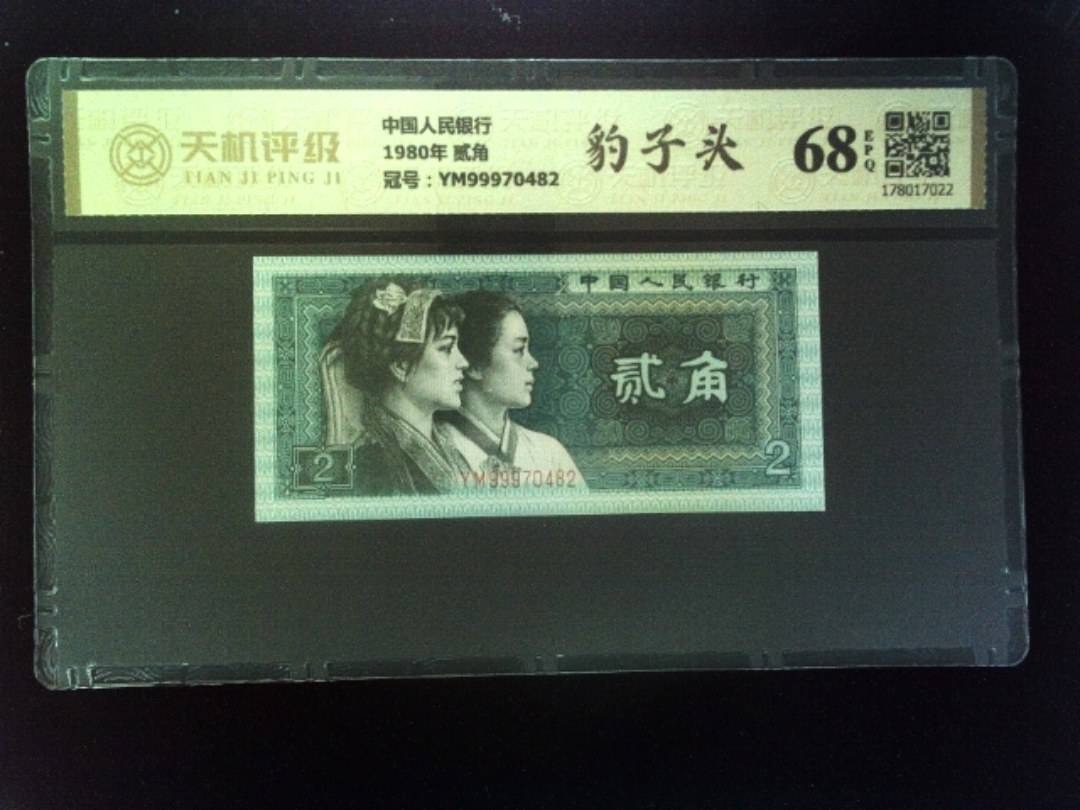 天机评级
TIAN JI PING JI
中国人民银行
1980年 贰角
冠号：YM99970482
豹子头
68
EPQ
178017022
中国人民银行
贰角
2
2
YM99970482